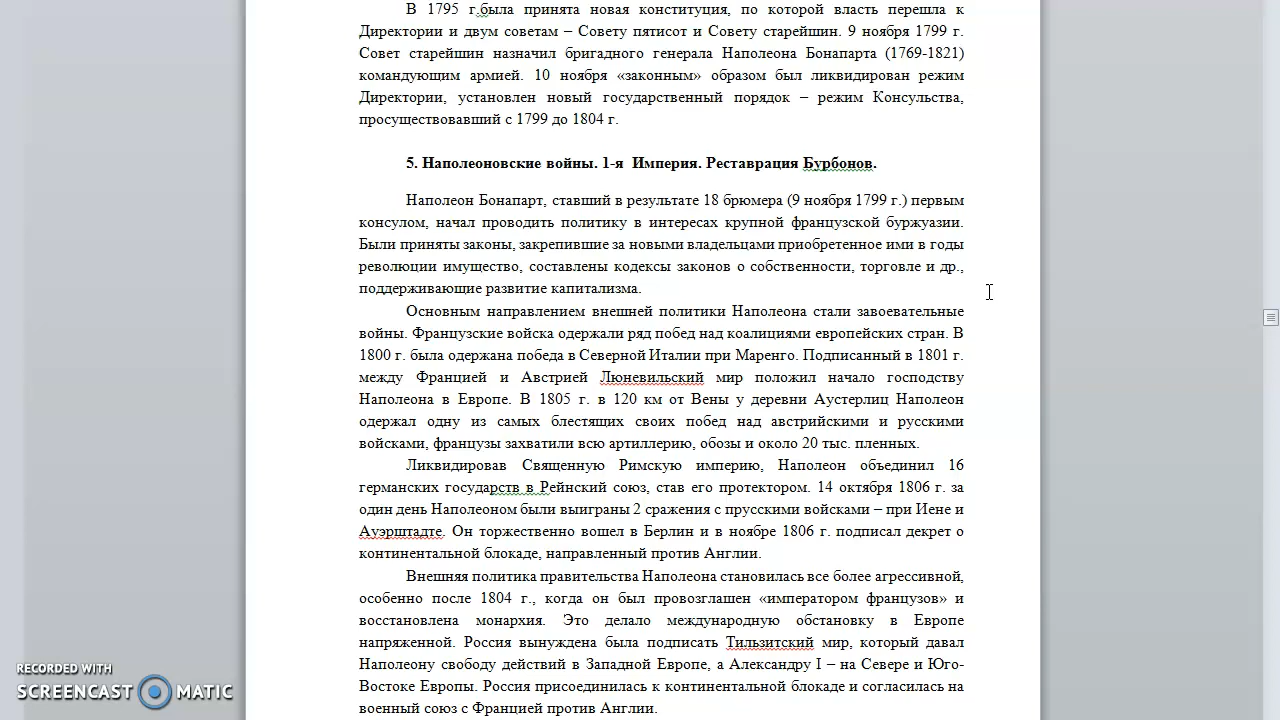 В 1795 г.была принята новая конституция, по которой власть перешла к
Директории и двум советам – Совету пятисот и Совету старейшин. 9 ноября 1799 г.
Совет старейшин назначил бригадного генерала Наполеона Бонапарта (1769-1821)
командующим армией. 10 ноября «законным» образом был ликвидирован режим
Директории, установлен новый государственный порядок – режим Консульства,
просуществовавший с 1799 до 1804 г.
5. Наполеоновские войны. 1-я Империя. Реставрация Бурбонов.
Наполеон Бонапарт, ставший в результате 18 брюмера (9 ноября 1799 г.) первым
консулом, начал проводить политику в интересах крупной французской буржуазии.
Были приняты законы, закрепившие за новыми владельцами приобретенное ими в годы
революции имущество, составлены кодексы законов о собственности, торговле и др.,
поддерживающие развитие капитализма.
Основным направлением внешней политики Наполеона стали завоевательные
войны. Французские войска одержали ряд побед над коалициями европейских стран. В
1800 г. была одержана победа в Северной Италии при Маренго. Подписанный в 1801 г.
между Францией и Австрией Люневильский мир положил начало господству
Наполеона в Европе. В 1805 г. в 120 км от Вены у деревни Аустерлиц Наполеон
одержал одну из самых блестящих своих побед над австрийскими и русскими
войсками, французы захватили всю артиллерию, обозы и около 20 тыс. пленных.
Ликвидировав Священную Римскую империю, Наполеон объединил 16
германских государств в Рейнский союз, став его протектором. 14 октября 1806 г. за
один день Наполеоном были выиграны 2 сражения с прусскими войсками – при Иене и
Ауэрштадте. Он торжественно вошел в Берлин и в ноябре 1806 г. подписал декрет о
континентальной блокаде, направленный против Англии.
Внешняя политика правительства Наполеона становилась все более агрессивной,
особенно после 1804 г., когда он был провозглашен «императором французов» и
восстановлена монархия. Это делало международную обстановку в Европе
напряженной. Россия вынуждена была подписать Тильзитский мир, который давал
Наполеону свободу действий в Западной Европе, а Александру I – на Севере и Юго-
Востоке Европы. Россия присоединилась к континентальной блокаде и согласилась на
военный союз с Францией против Англии.
RECORDED WITH
SCREENCAST MATIC